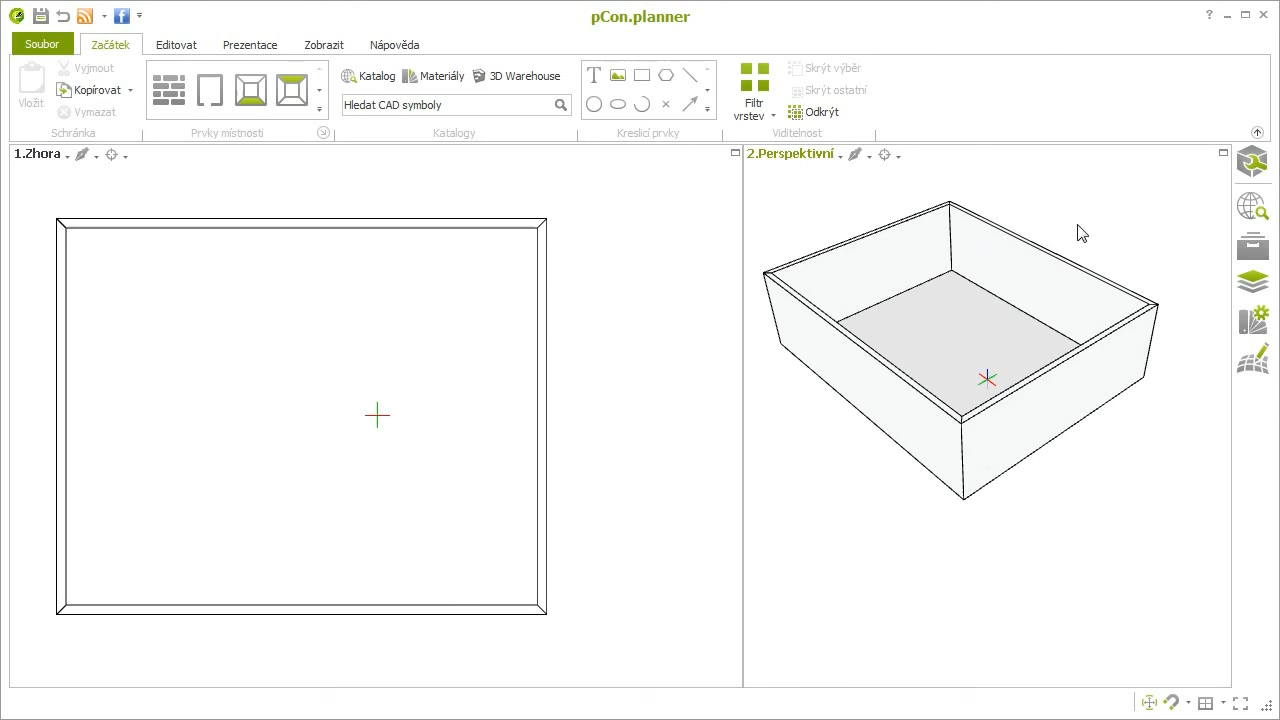 pCon.planner
?
Soubor Začátek Editovat Prezentace Zobrazit Nápověda
Vložit
Vyjmout
Kopírovat
Vymazat
Schránka
Prvky místnosti
Katalog Materiály 3D Warehouse
Hledat CAD symboly
Katalogy
T
Kreslicí prvky
Filtr
vrstev
Skrýt výběr
Skrýt ostatní
Odkrýt
Viditelnost
1.Zhora
2.Perspektivní